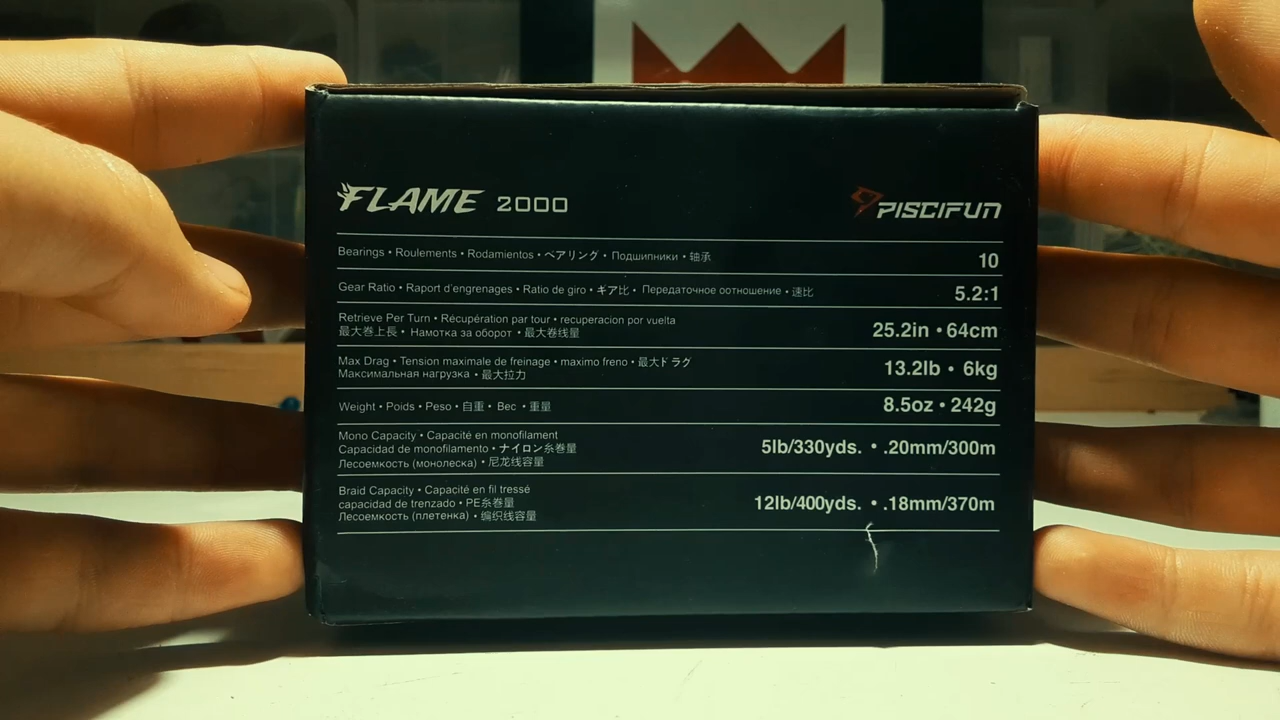 FLAME 2000
PISCIFUN
Bearings • Roulements • Rodamientos • ベアリング • Подшипники • 轴承
10
Gear Ratio • Raport d'engrenages • Ratio de giro • ギア比 • Передаточное оотношение • 速比
5.2:1
Retrieve Per Turn • Récupération par tour • recuperacion por vuelta
最大巻上長 • Намотка за оборот • 最大卷线量
25.2in • 64cm
Max Drag • Tension maximale de freinage • maximo freno • 最大ドラグ
Максимальная нагрузка • 最大拉力
13.2lb • 6kg
Weight • Poids • Peso • 自重 • Вес • 重量
8.5oz • 242g
Mono Capacity • Capacité en monofilament
Capacidad de monofilamento • ナイロン糸巻量
Лесоемкость (монолеска) • 尼龙线容量
5lb/330yds. • .20mm/300m
Braid Capacity • Capacité en fil tressé
capacidad de trenzado • PE糸巻量
Лесоемкость (плетенка) • 编织线容量
12lb/400yds. • .18mm/370m